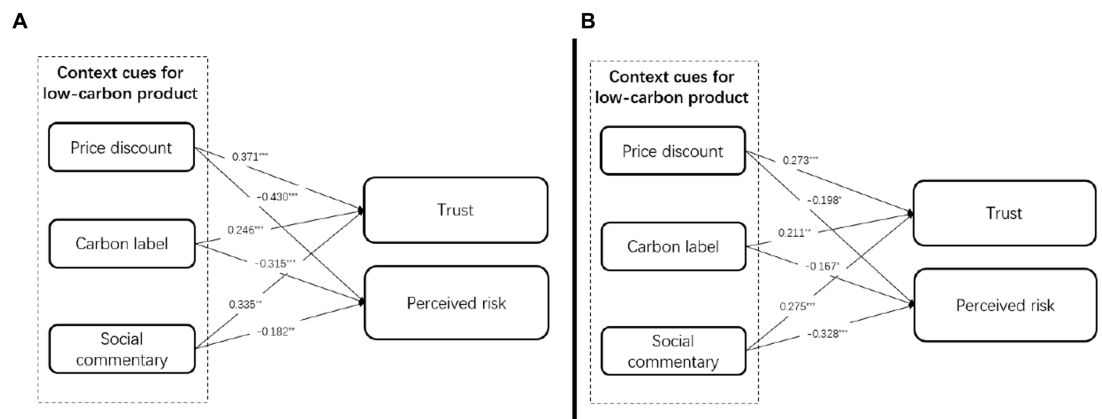 A
Context cues for
low-carbon product
Price discount
Carbon label
Social
commentary
0.371***
-0.430***
0.246***
-0.315***
0.335**
-0.182**
Trust
Perceived risk
B
Context cues for
low-carbon product
Price discount
Carbon label
Social
commentary
0.273***
-0.198*
0.211**
-0.167*
0.275***
-0.328***
Trust
Perceived risk